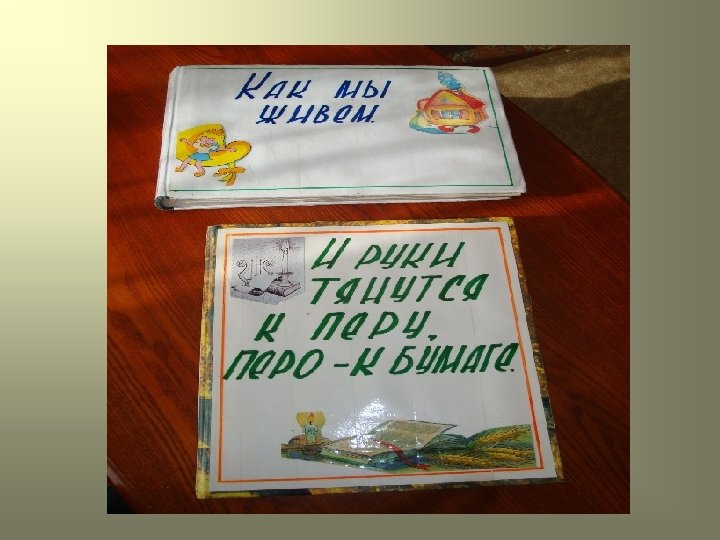 Как мы
живем.
И руки
тянутся
к перу,
перо – к бумаге.